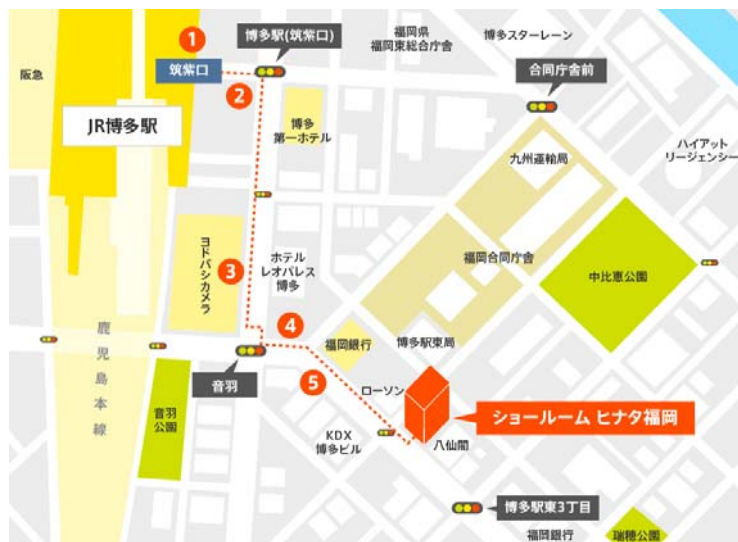 1
博多駅(筑紫口)
福岡県
福岡東総合庁舎
博多スターレーン
阪急
筑紫口
2
合同庁舎前
JR博多駅
博多
第一ホテル
九州運輸局
ハイアット
リージェンシー
ヨドバシカメラ
3
ホテル
レオパレス
博多
福岡合同庁舎
中比恵公園
鹿児島本線
4
福岡銀行
博多駅東局
音羽
5
ローソン
音羽
公園
ショールーム ヒナタ福岡
KDX
博多ビル
八仙閣
博多駅東3丁目
福岡銀行
瑞穂公園